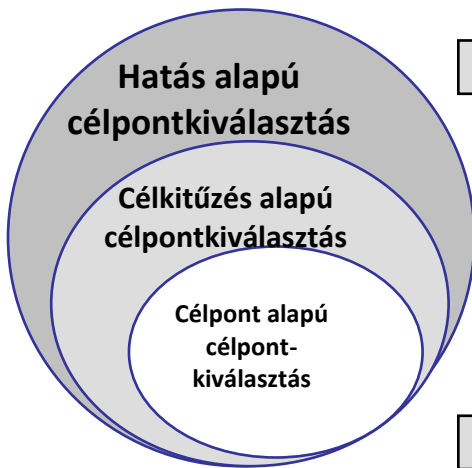 Hatás alapú
célpontkiválasztás
Célkitűzés alapú
célpontkiválasztás
Célpont alapú
célpont-
kiválasztás